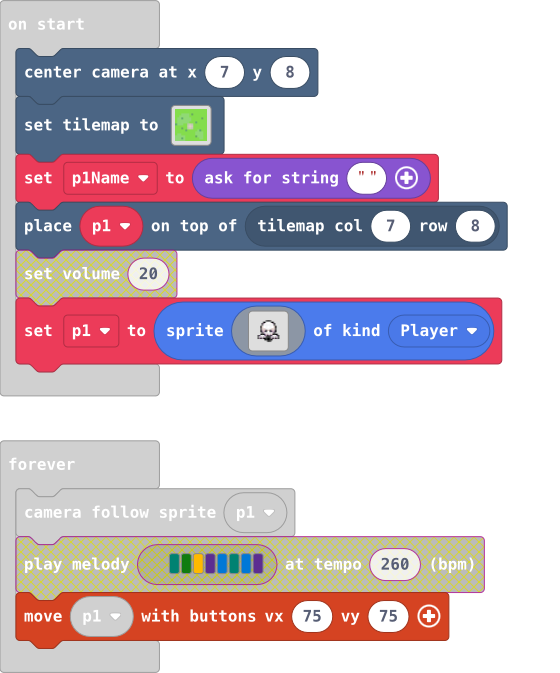 on start
center camera at x 7 y 8
set tilemap to
set p1Name to ask for string " "
place p1 on top of tilemap col 7 row 8
set volume 20
set p1 to sprite of kind Player
forever
camera follow sprite p1
play melody at tempo 260 (bpm)
move p1 with buttons vx 75 vy 75